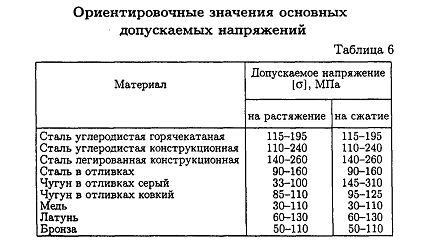 Ориентировочные значения основных
допускаемых напряжений
Таблица 6
Материал
Допускаемое напряжение
[σ], МПа
на растяжение на сжатие
Сталь углеродистая горячекатаная 115–195 115–195
Сталь углеродистая конструкционная 110–240 110–240
Сталь легированная конструкционная 140–260 140–260
Сталь в отливках 90–160 90–160
Чугун в отливках серый 33–100 145–310
Чугун в отливках ковкий 85–110 95–125
Медь 30–110 30–110
Латунь 60–130 60–130
Бронза 50–110 50–110